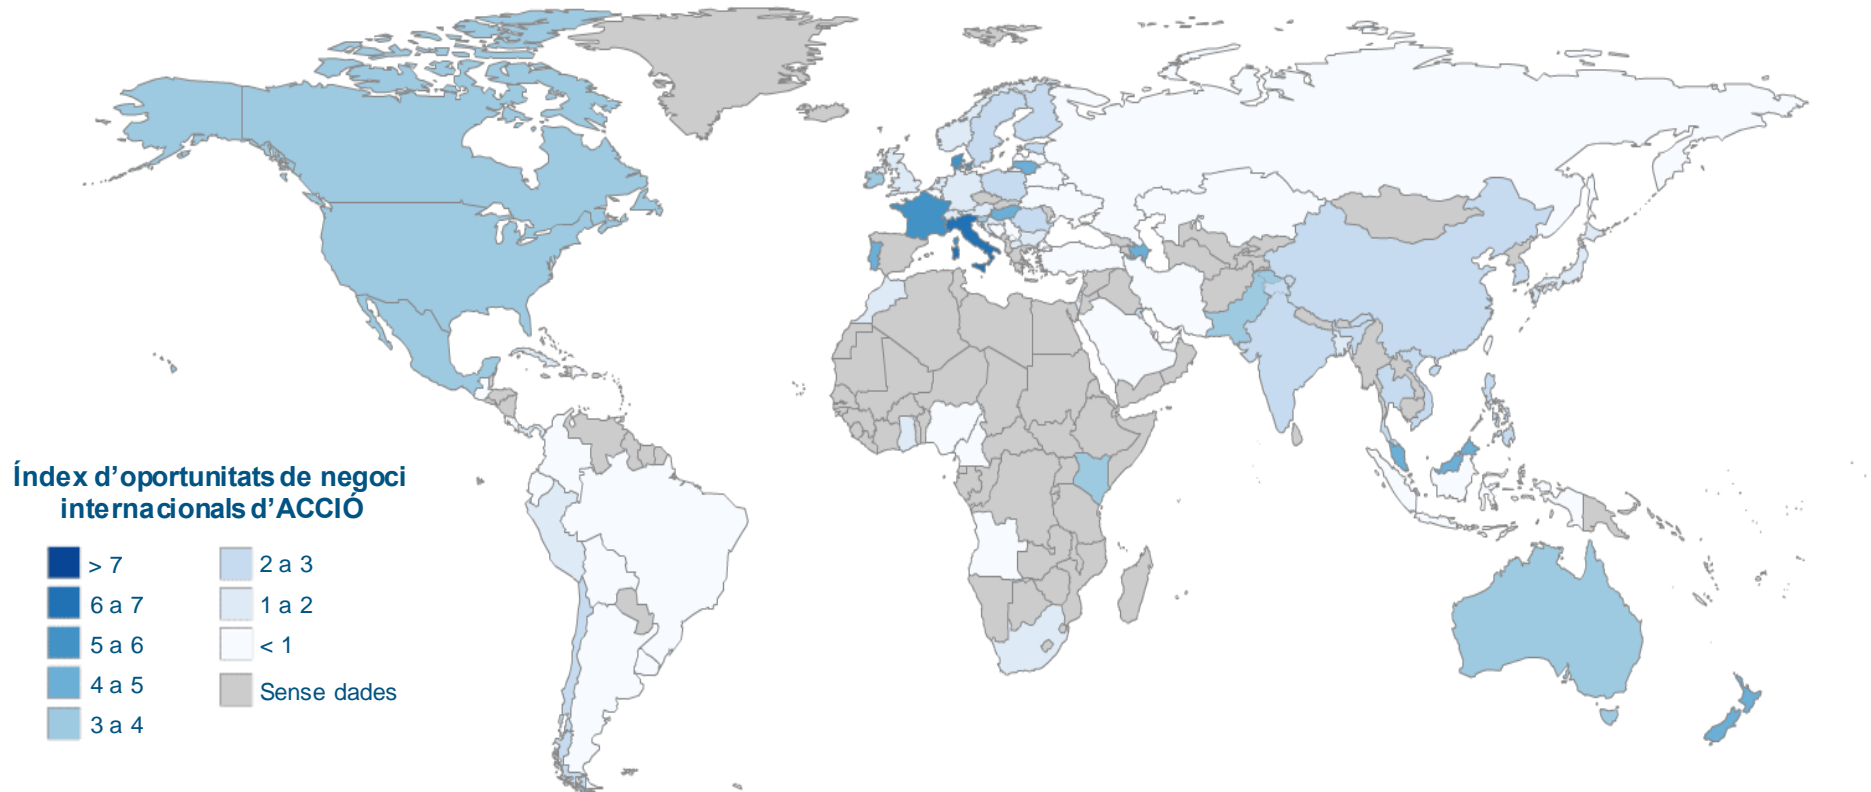 Índex d'oportunitats de negoci
internacionals d'ACCIÓ
> 7
6 a 7
5 a 6
4 a 5
3 a 4
2 a 3
1 a 2
< 1
Sense dades